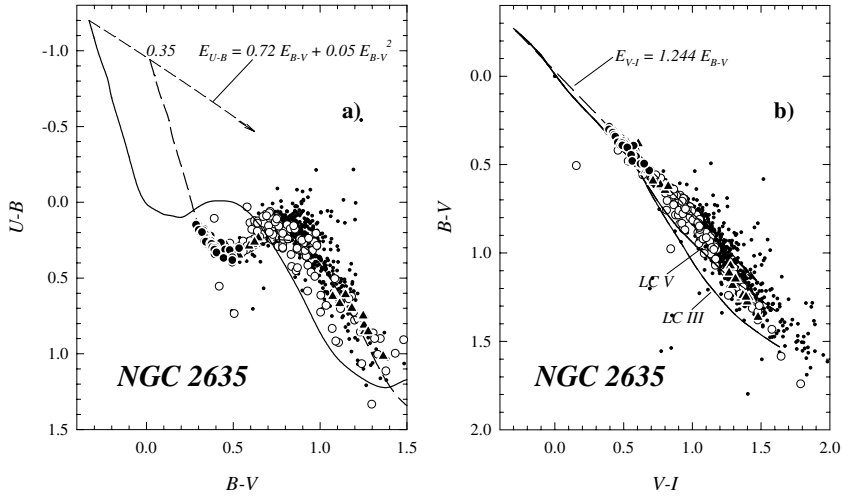 0.35 E_{U-B} = 0.72 E_{B-V} + 0.05 E_{B-V}^2
a)
NGC 2635
U-B
-1.0
-0.5
0.0
0.5
1.0
1.5
0.0 0.5 1.0 1.5
B-V
E_{V-I} = 1.244 E_{B-V}
b)
LC V
LC III
NGC 2635
B-V
0.0
0.5
1.0
1.5
2.0
0.0 0.5 1.0 1.5 2.0
V-I